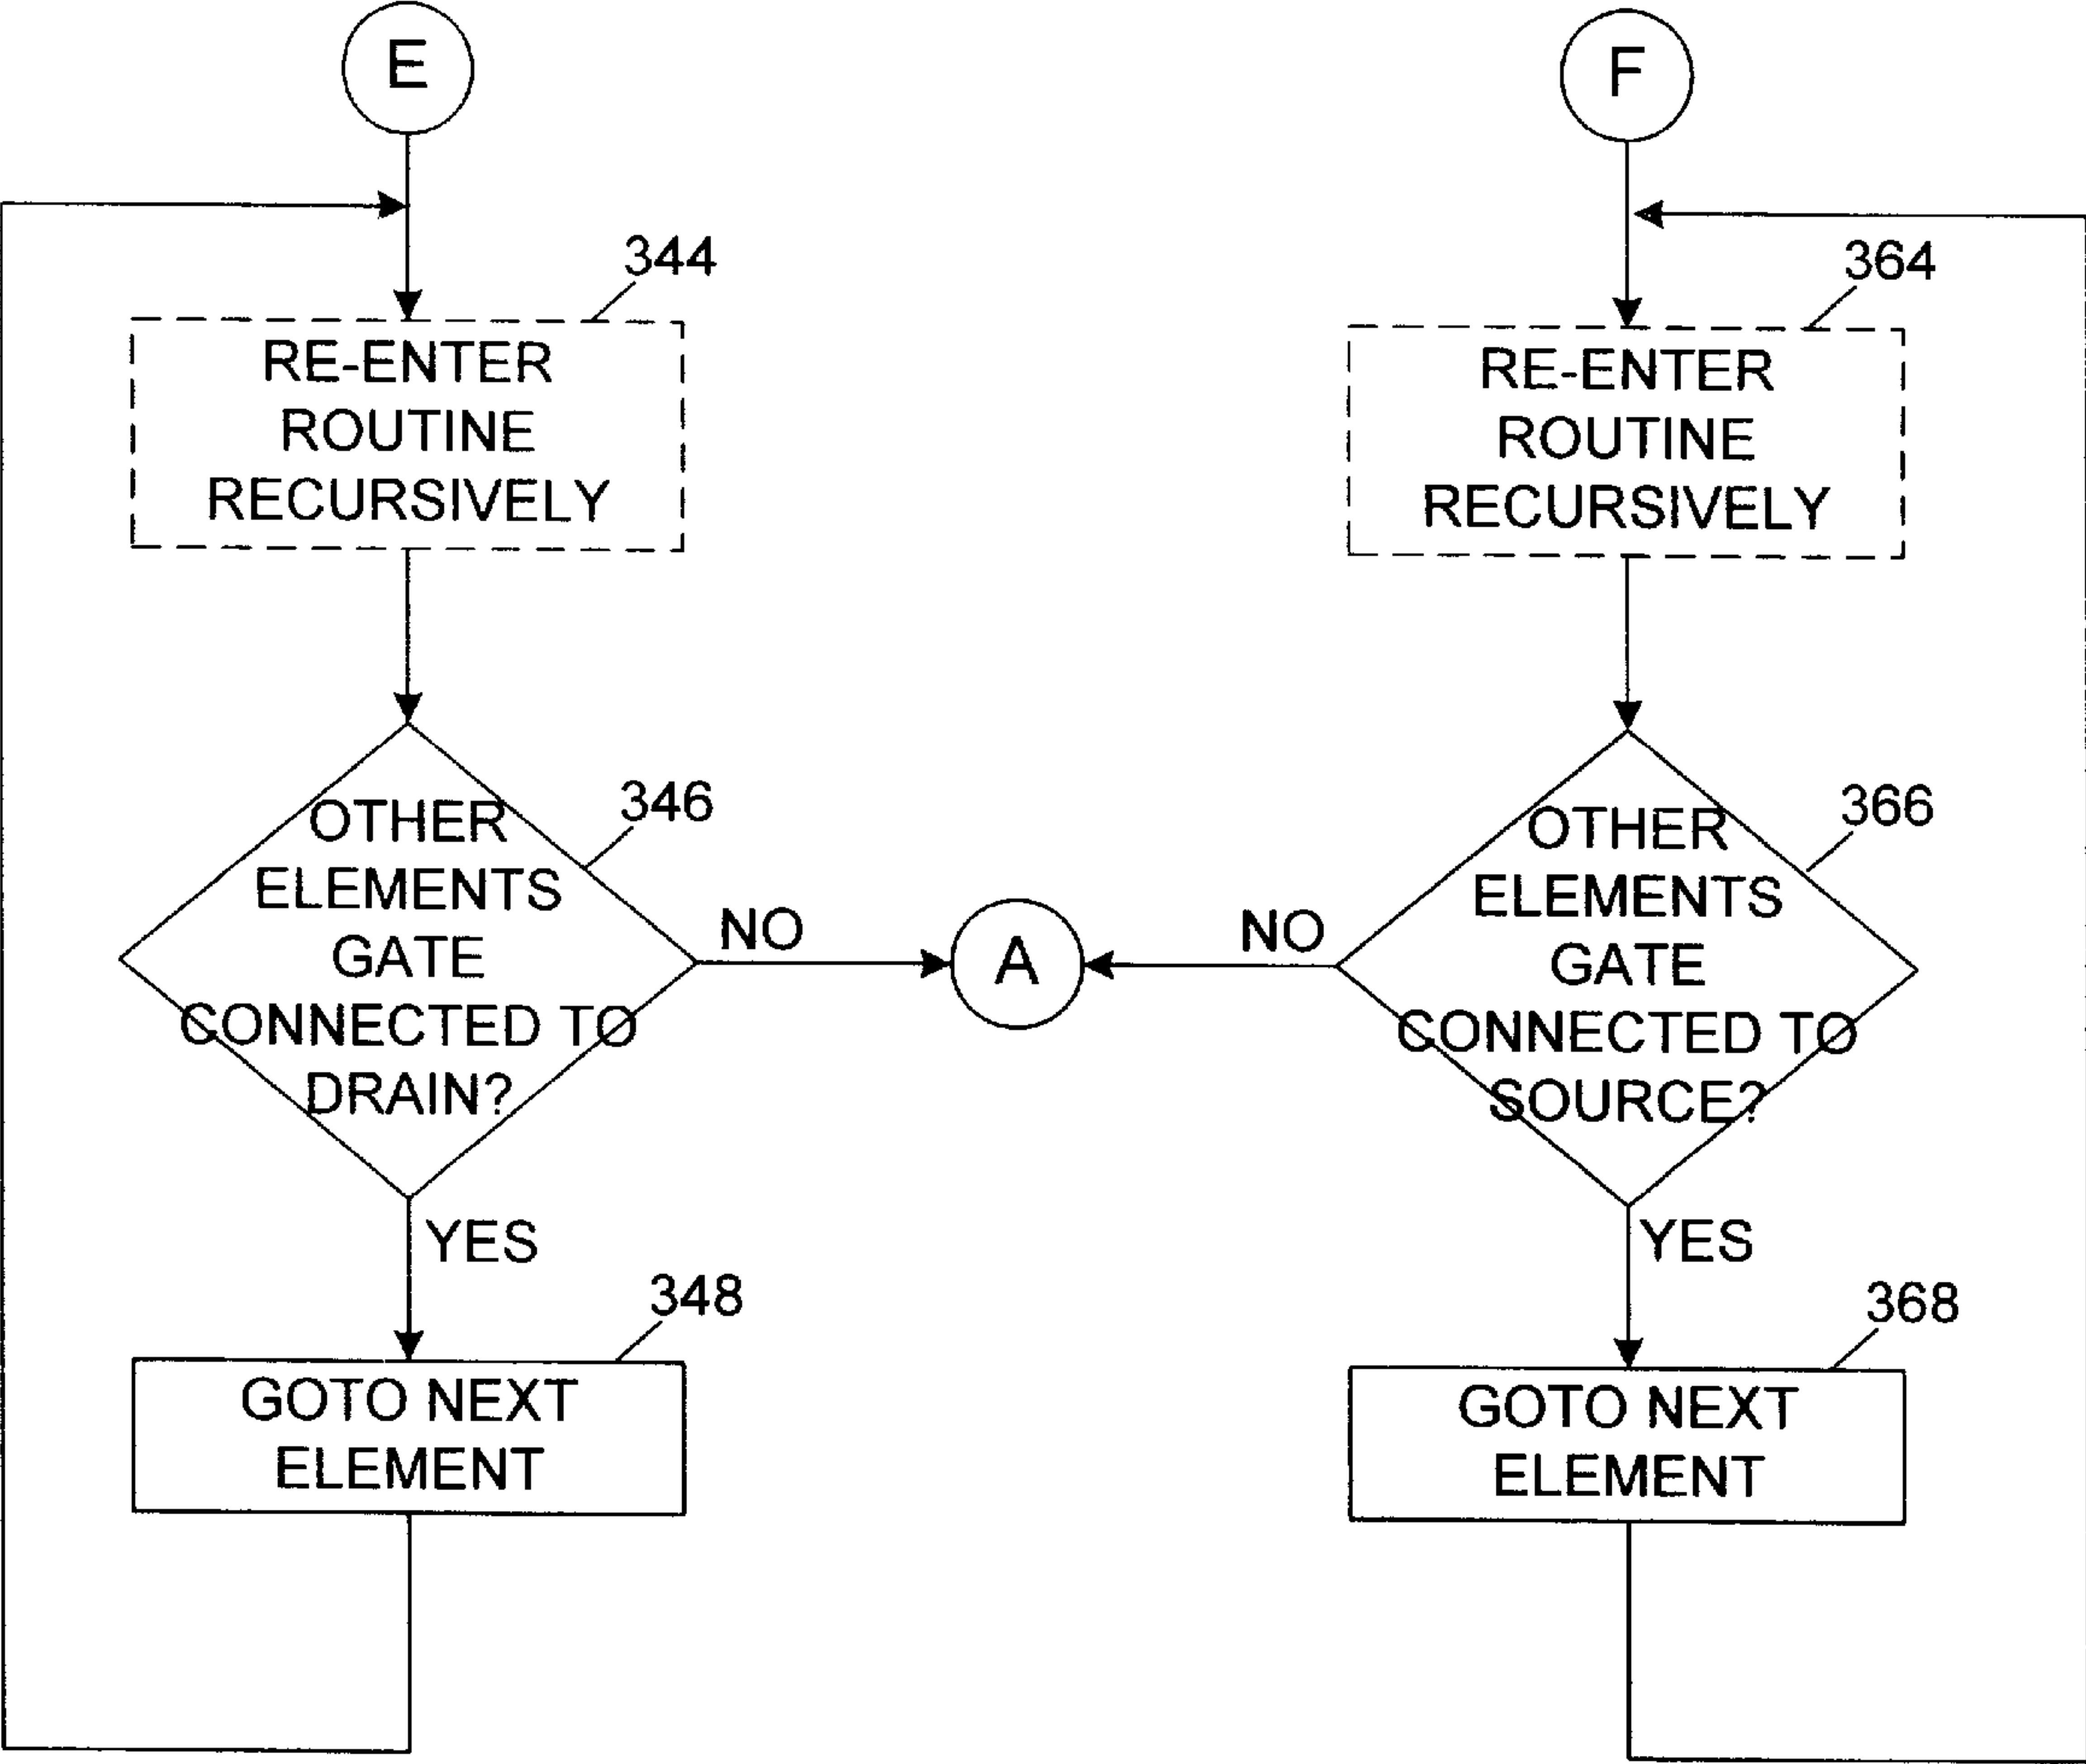 E
344
RE-ENTER
ROUTINE
RECURSIVELY
346
OTHER
ELEMENTS
GATE
CONNECTED TO
DRAIN?
NO
YES
348
GOTO NEXT
ELEMENT
A
F
364
RE-ENTER
ROUTINE
RECURSIVELY
366
OTHER
ELEMENTS
GATE
CONNECTED TO
SOURCE?
NO
YES
368
GOTO NEXT
ELEMENT